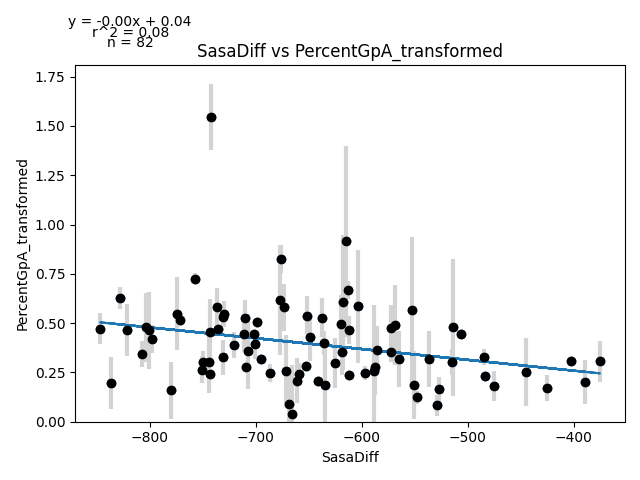 y = -0.00x + 0.04
r^2 = 0.08
n = 82
SasaDiff vs PercentGpA_transformed
PercentGpA_transformed
1.75
1.50
1.25
1.00
0.75
0.50
0.25
0.00
−800
−700
−600
−500
−400
SasaDiff